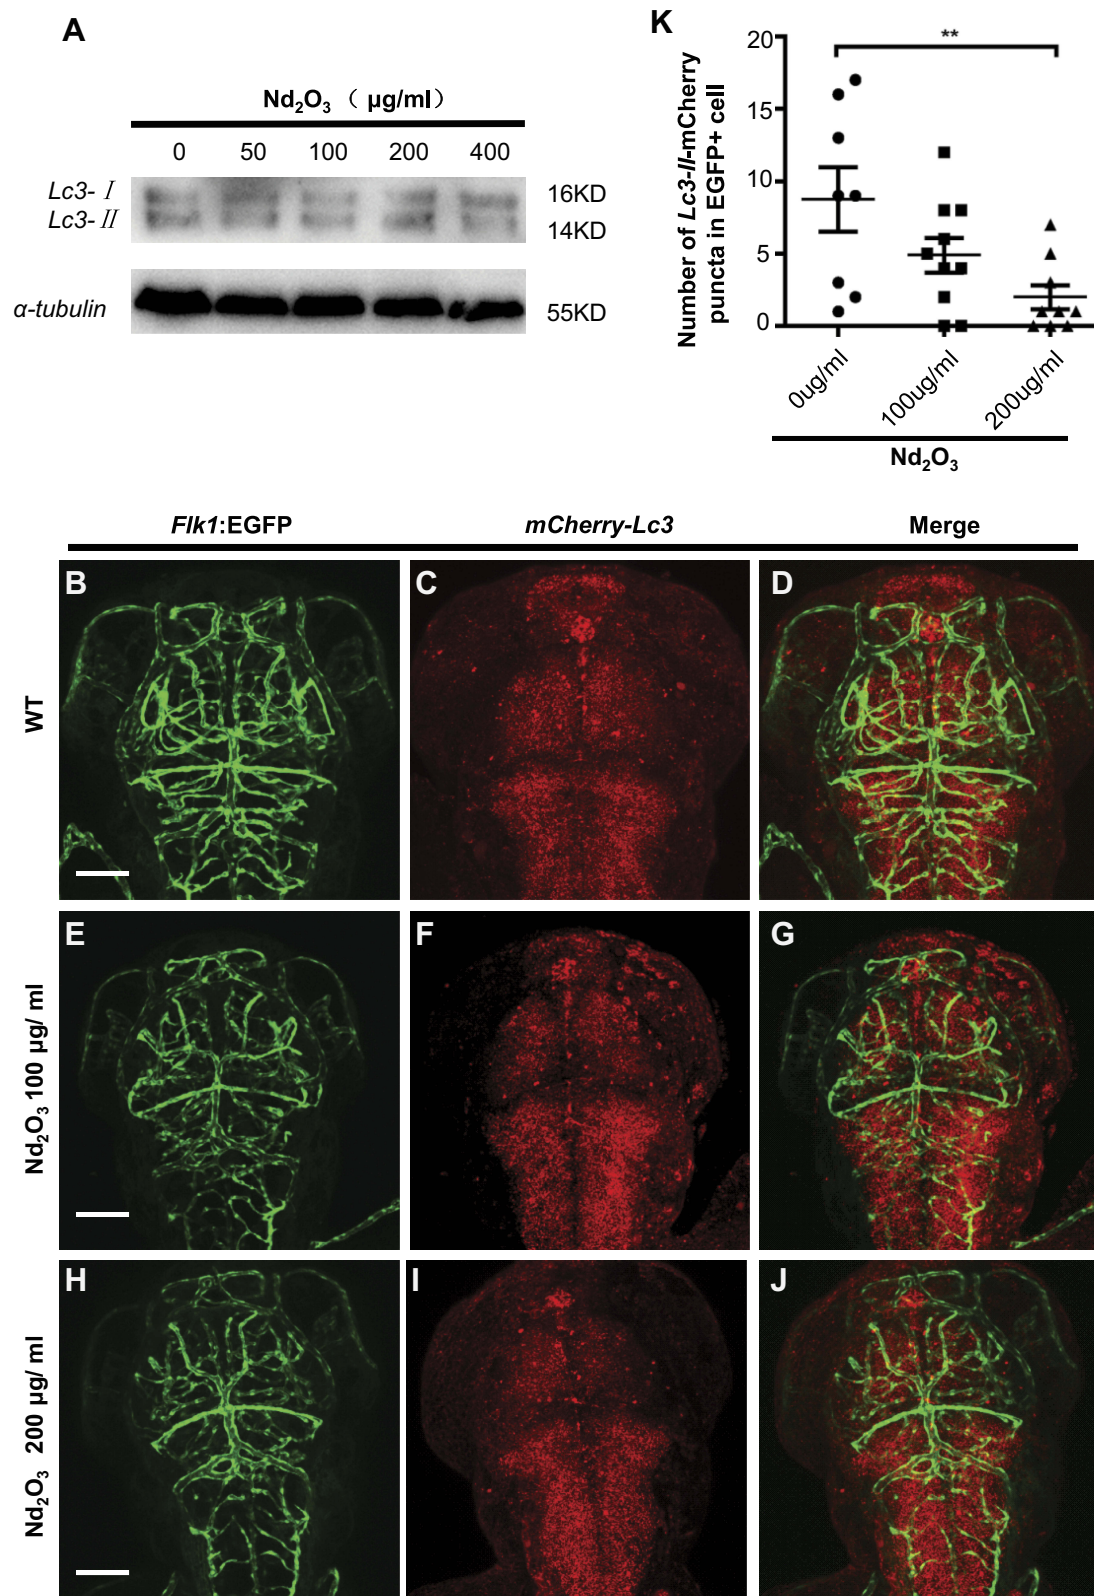 A
Nd₂O₃ （ μg/ml）
0 50 100 200 400
Lc3- I 16KD
Lc3- II 14KD
α-tubulin 55KD
K
**
Number of Lc3-II-mCherry
puncta in EGFP+ cell
20
15
10
5
0
0ug/ml 100ug/ml 200ug/ml
Nd₂O₃
Flk1:EGFP mCherry-Lc3 Merge
WT
B C D
Nd₂O₃ 100 μg/ ml
E F G
Nd₂O₃ 200 μg/ ml
H I J